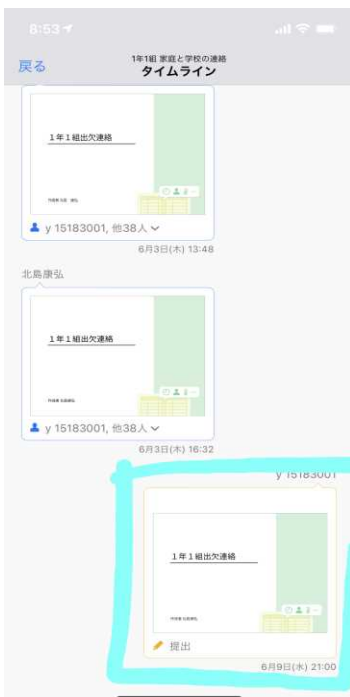 8:53
戻る
1年1組 家庭と学校の連絡
タイムライン
1年1組出欠連絡
y 15183001, 他38人
6月3日(木) 13:48
北島康弘
1年1組出欠連絡
y 15183001, 他38人
6月3日(木) 16:32
y 15183001
1年1組出欠連絡
提出
6月9日(水) 21:00